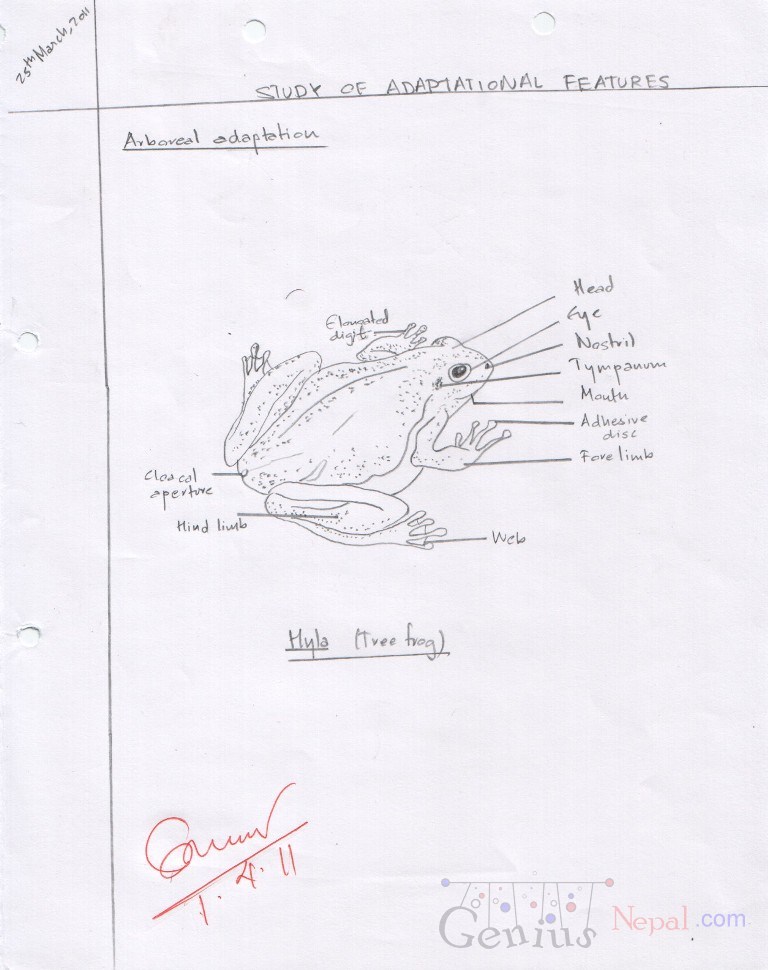 25th March, 2011
STUDY OF ADAPTATIONAL FEATURES
Arboreal adaptation
Head
Eye
Elongated
digit
Nostril
Tympanum
Mouth
Adhesive
disc
Fore limb
Cloacal
aperture
Hind limb
Web
Hyla (Tree frog)
1.4.11
Genius Nepal.com